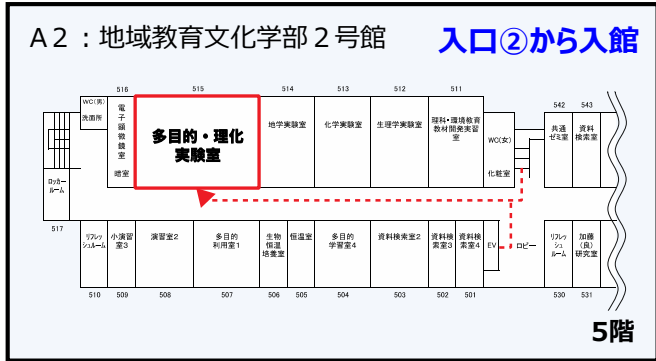 A2：地域教育文化学部２号館
入口②から入館
516
515
514
513
512
511
542
543
WC(男)
洗面所
電子顕微鏡室
暗室
多目的・理化
実験室
地学実験室
化学実験室
生理学実験室
理科・環境教育
教材開発実習
室
WC(女)
化粧室
共通
ゼミ室
資料
検索室
ロッカー
ルーム
517
リフレッ
シュルーム
小演習
室3
演習室2
多目的
利用室1
生物
恒温
培養室
恒温室
多目的
学習室4
資料検索室2
資料検
索室3
資料検
索室4
EV
ロビー
リフレッ
シュ
ルーム
加藤
(良)
研究室
510
509
508
507
506
505
504
503
502
501
530
531
5階